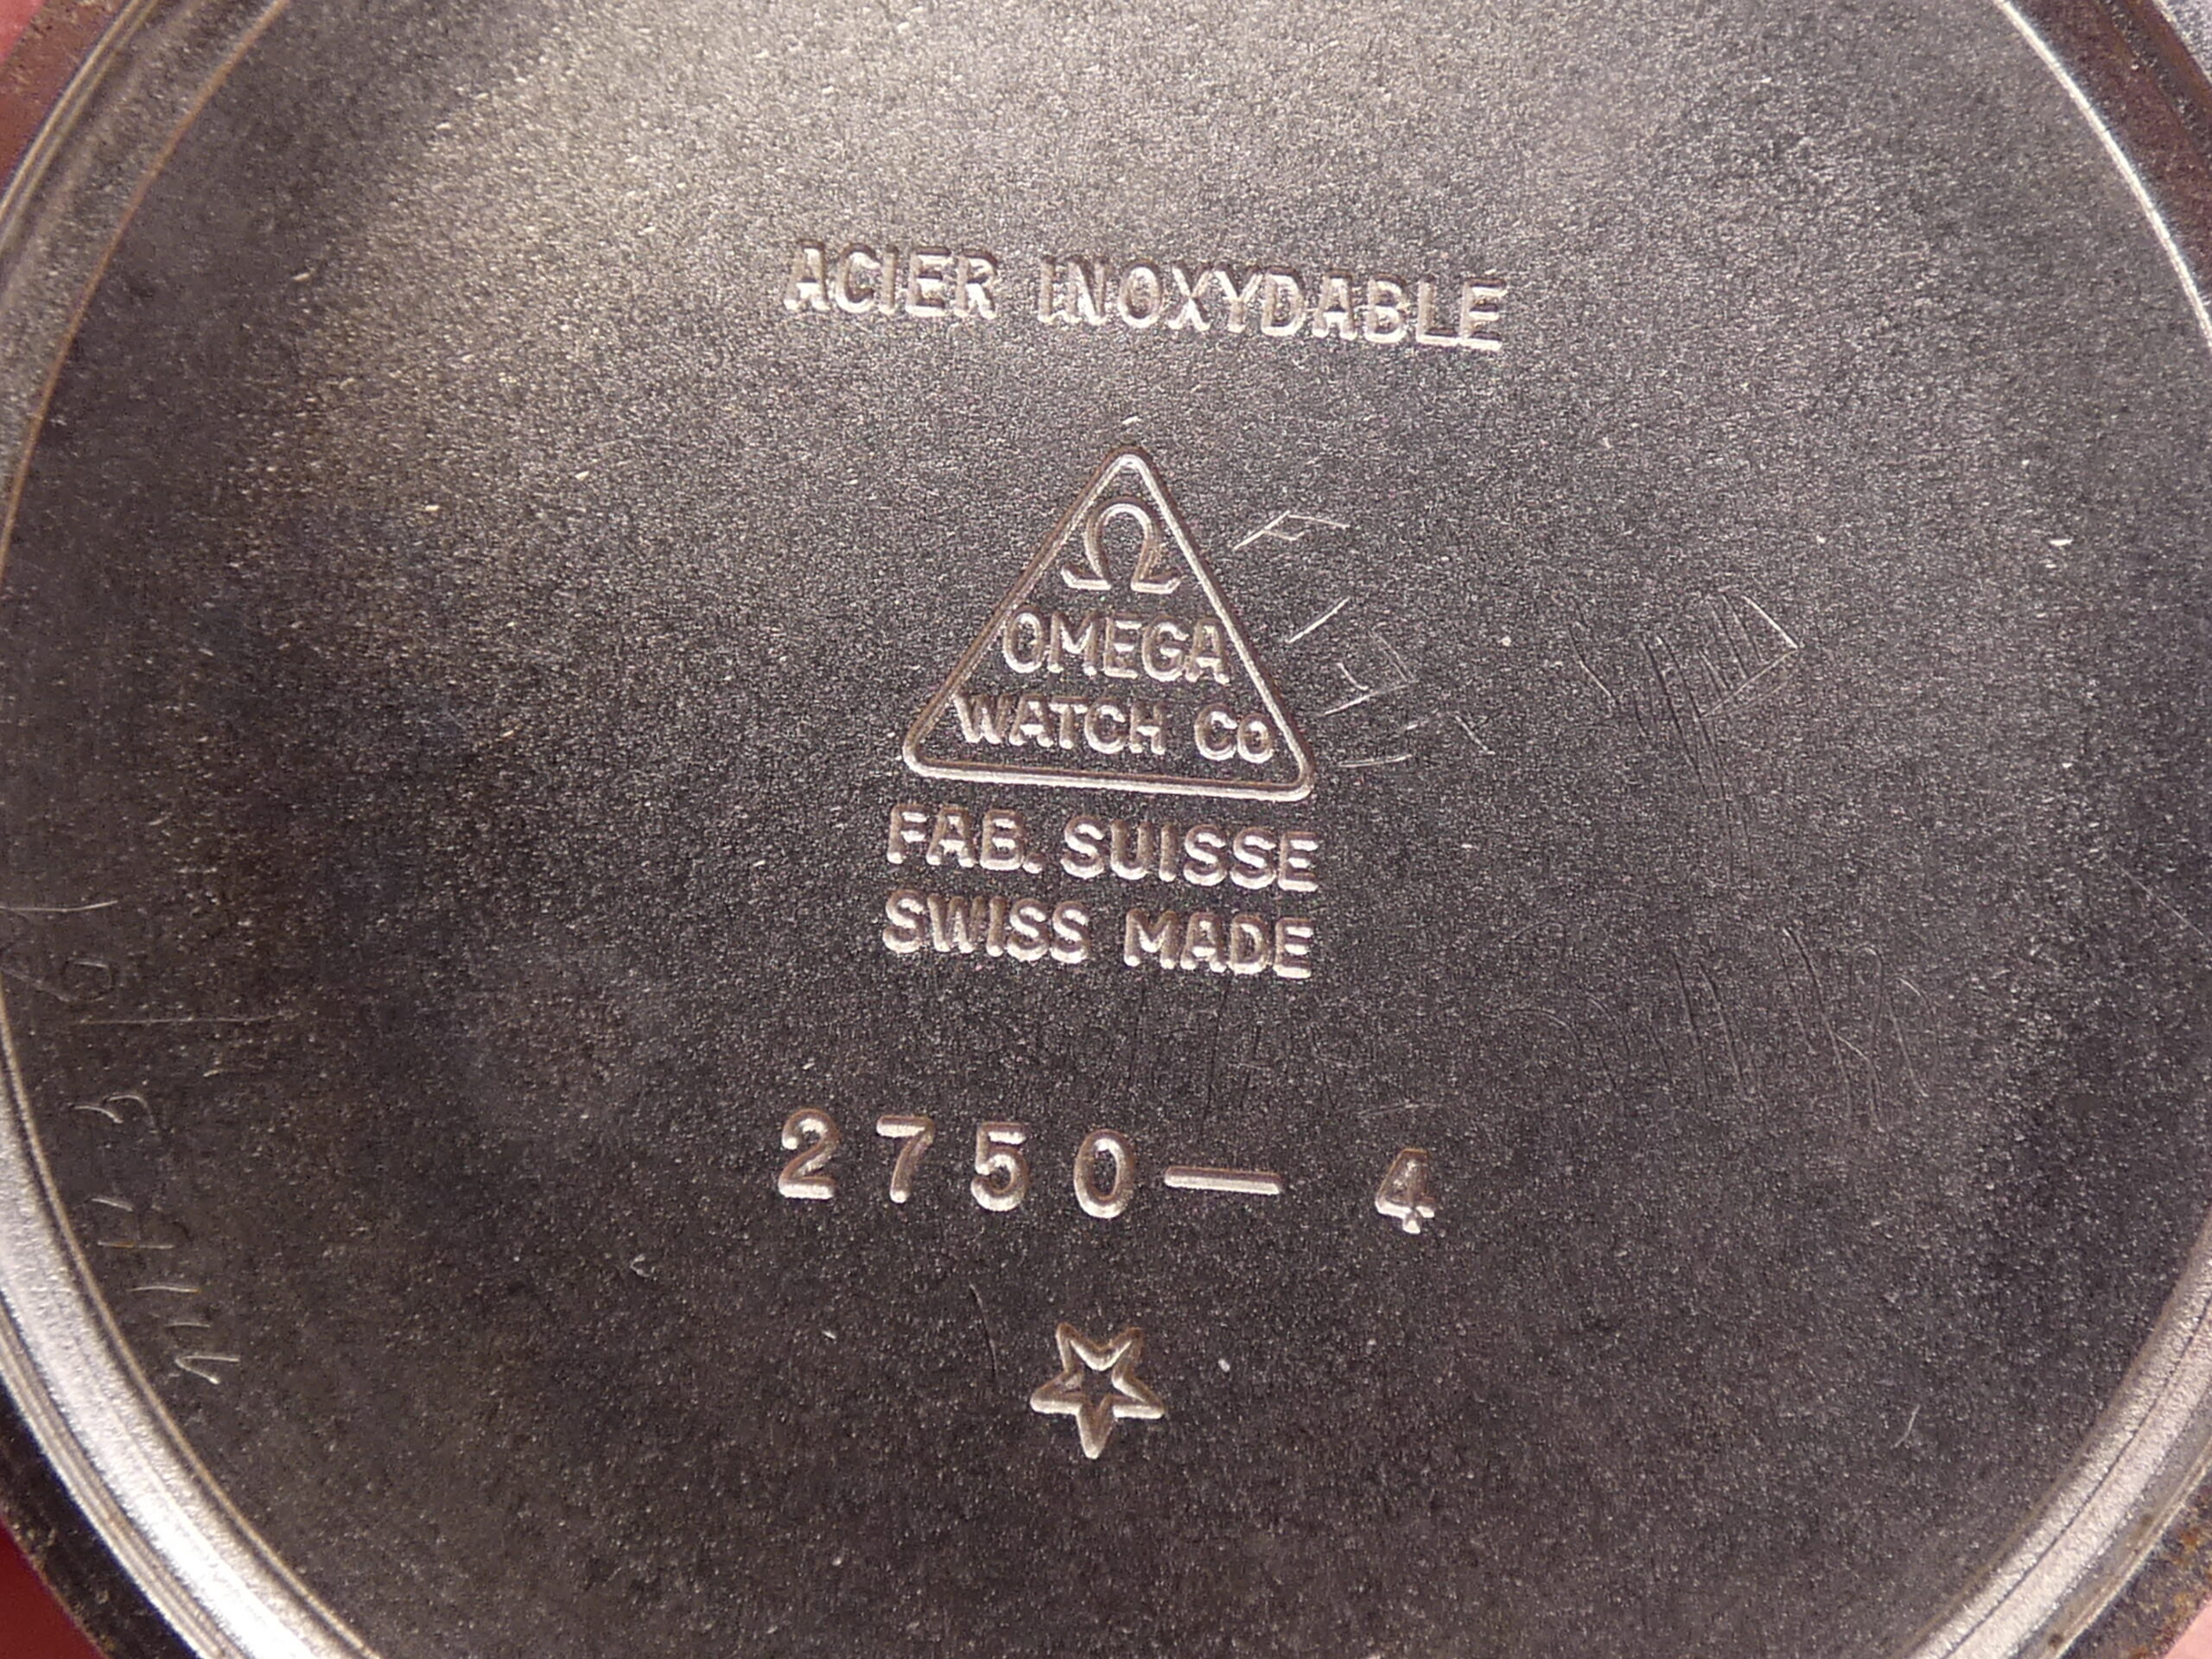 ACIER INOXYDABLE
Ω
OMEGA
WATCH CO
FAB. SUISSE
SWISS MADE
2750— 4